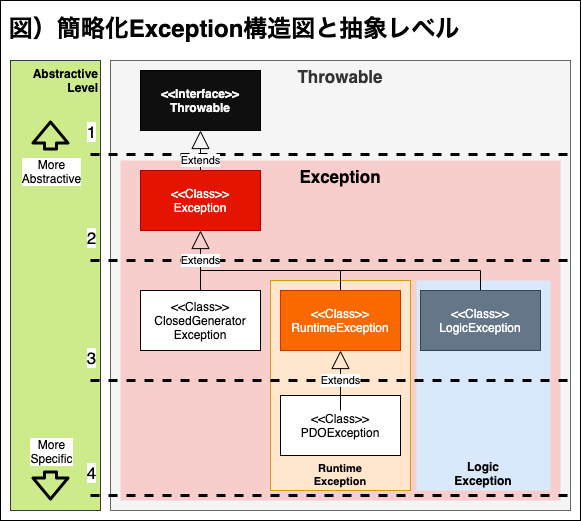 図）簡略化Exception構造図と抽象レベル
Abstractive
Level
Throwable
<<Interface>>
Throwable
1
Extends
More
Abstractive
Exception
<<Class>>
Exception
2
Extends
<<Class>>
ClosedGenerator
Exception
<<Class>>
RuntimeException
<<Class>>
LogicException
3
Extends
<<Class>>
PDOException
More
Specific
4
Runtime
Exception
Logic
Exception